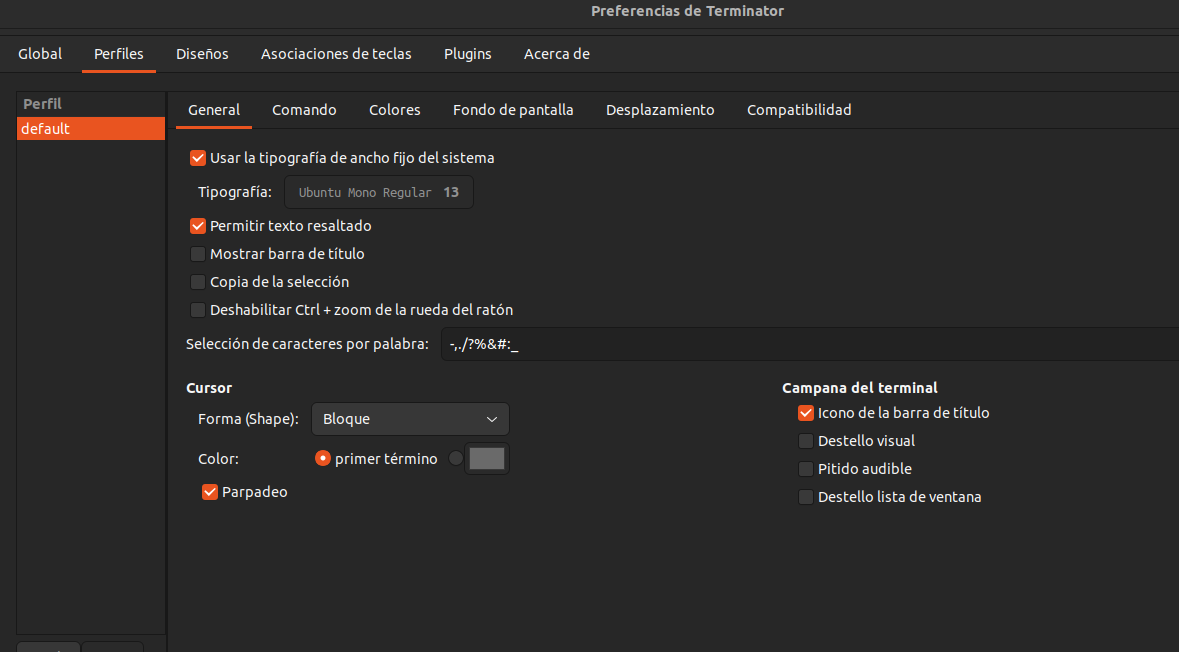 Preferencias de Terminator
Global Perfiles Diseños Asociaciones de teclas Plugins Acerca de
Perfil
default
General Comando Colores Fondo de pantalla Desplazamiento Compatibilidad
Usar la tipografía de ancho fijo del sistema
Tipografía: Ubuntu Mono Regular 13
Permitir texto resaltado
Mostrar barra de título
Copia de la selección
Deshabilitar Ctrl + zoom de la rueda del ratón
Selección de caracteres por palabra: -,./?%&#:_
Cursor
Forma (Shape): Bloque
Color: primer término
Parpadeo
Campana del terminal
Icono de la barra de título
Destello visual
Pitido audible
Destello lista de ventana